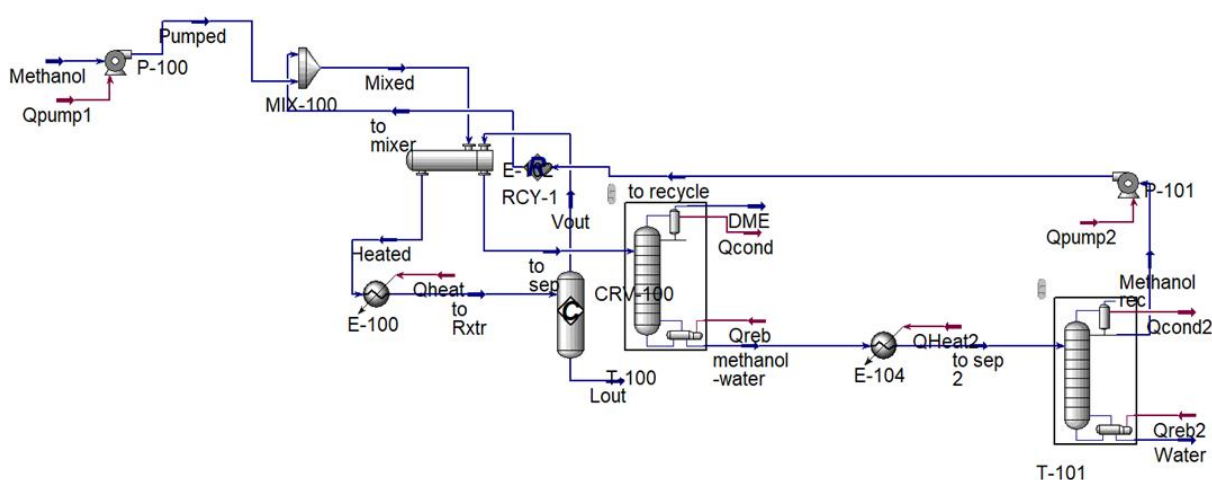 Pumped
Methanol
P-100
Qpump1
MIX-100
Mixed
to
mixer
RCY-1
to recycle
P-101
Vout
DME
Qcond
Qpump2
Heated
to
sep
Qheat
to
Rxtr
E-100
CRV-100
C
Qreb
methanol
-water
T-100
Lout
E-104
QHeat2
to sep
2
Methanol
rec
Qcond2
Qreb2
Water
T-101